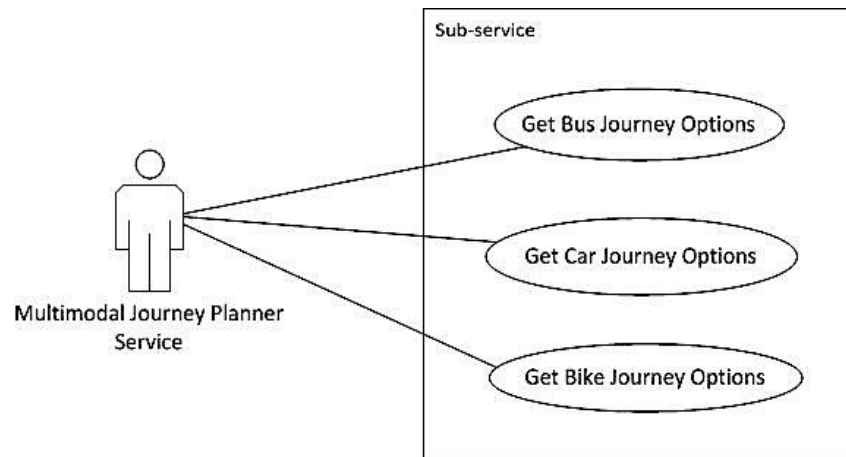 Sub-service
Get Bus Journey Options
Get Car Journey Options
Multimodal Journey Planner
Service
Get Bike Journey Options